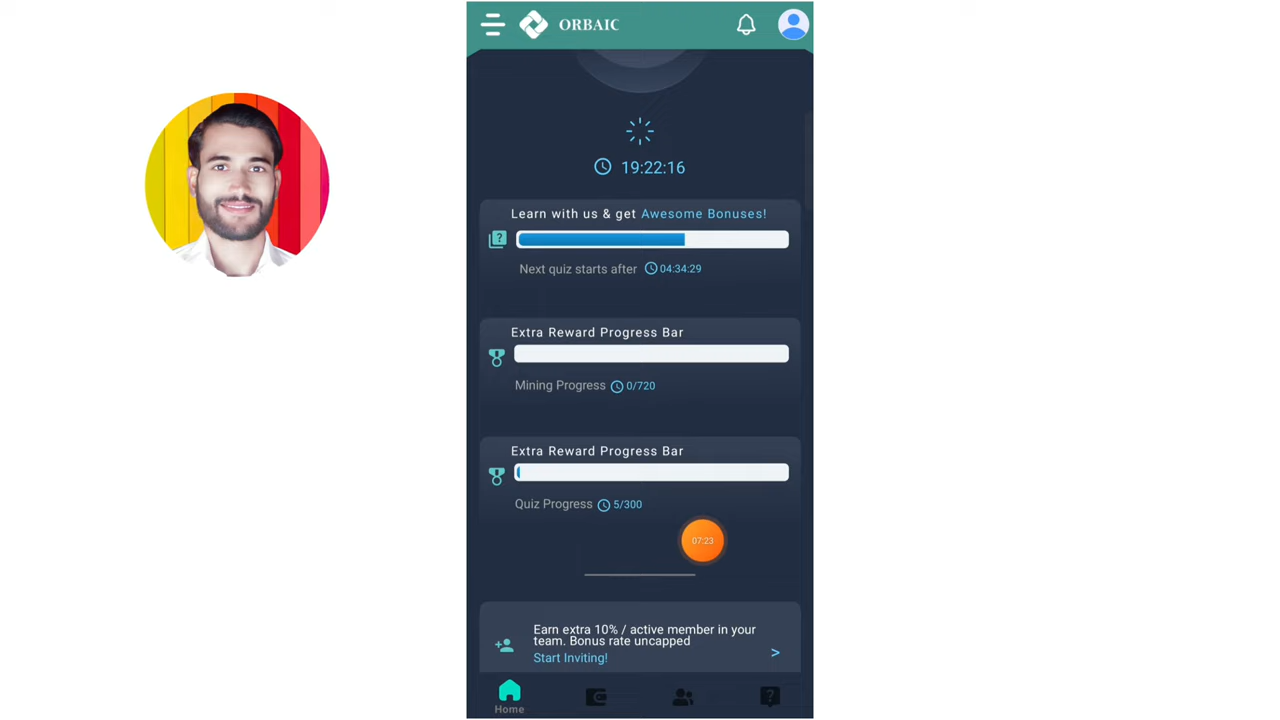 ORBAIC
19:22:16
Learn with us & get Awesome Bonuses!
Next quiz starts after 04:34:29
Extra Reward Progress Bar
Mining Progress 0/720
Extra Reward Progress Bar
Quiz Progress 5/300
07:23
Earn extra 10% / active member in your
team. Bonus rate uncapped
Start Inviting! >
Home